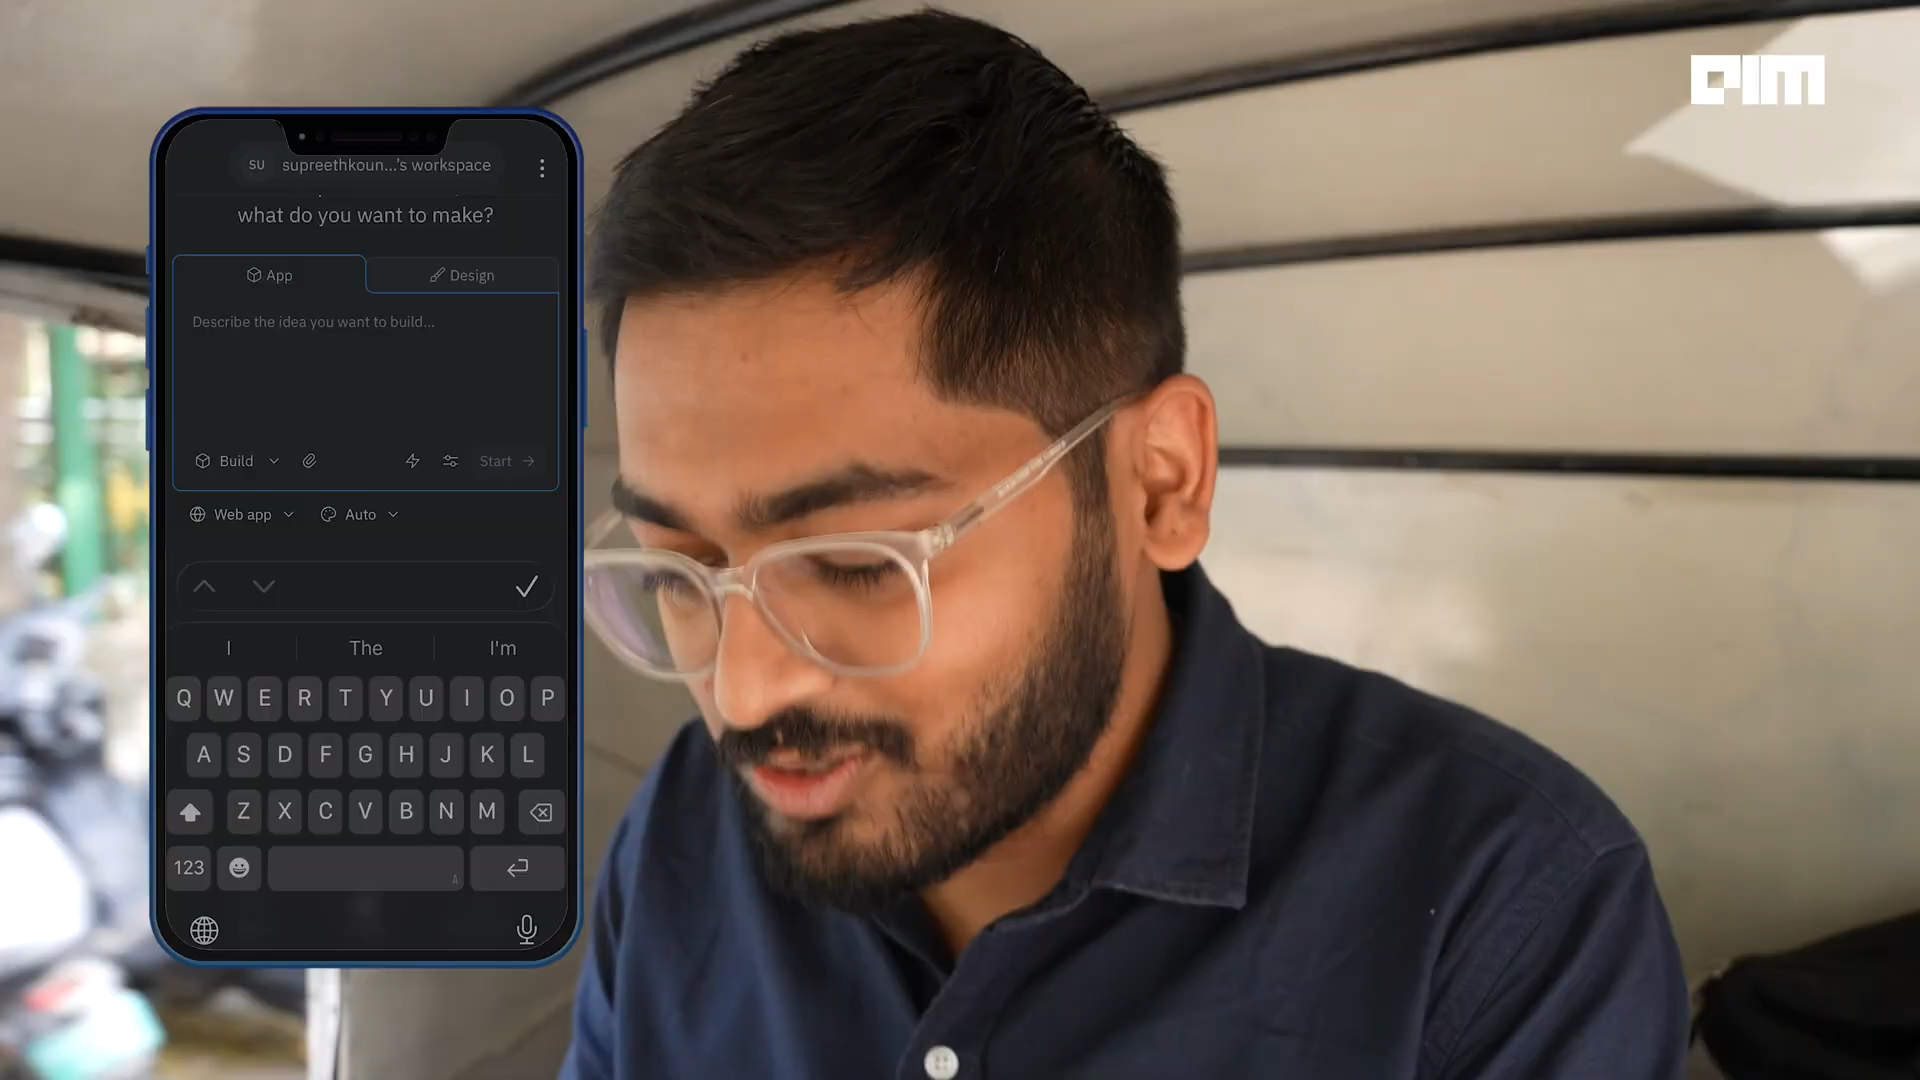 AIM
SU supreethkoun...'s workspace
what do you want to make?
App Design
Describe the idea you want to build...
Build Start
Web app Auto
I The I'm
Q W E R T Y U I O P
A S D F G H J K L
Z X C V B N M
123
A